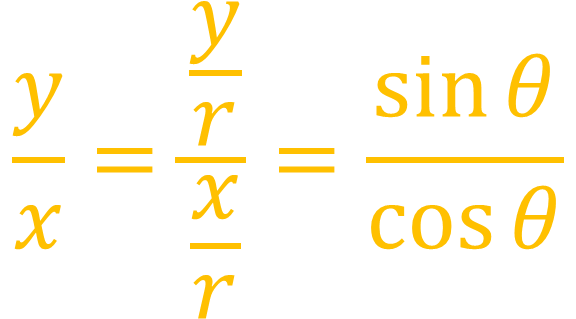 y/x = (y/r)/(x/r) = sin θ/cos θ